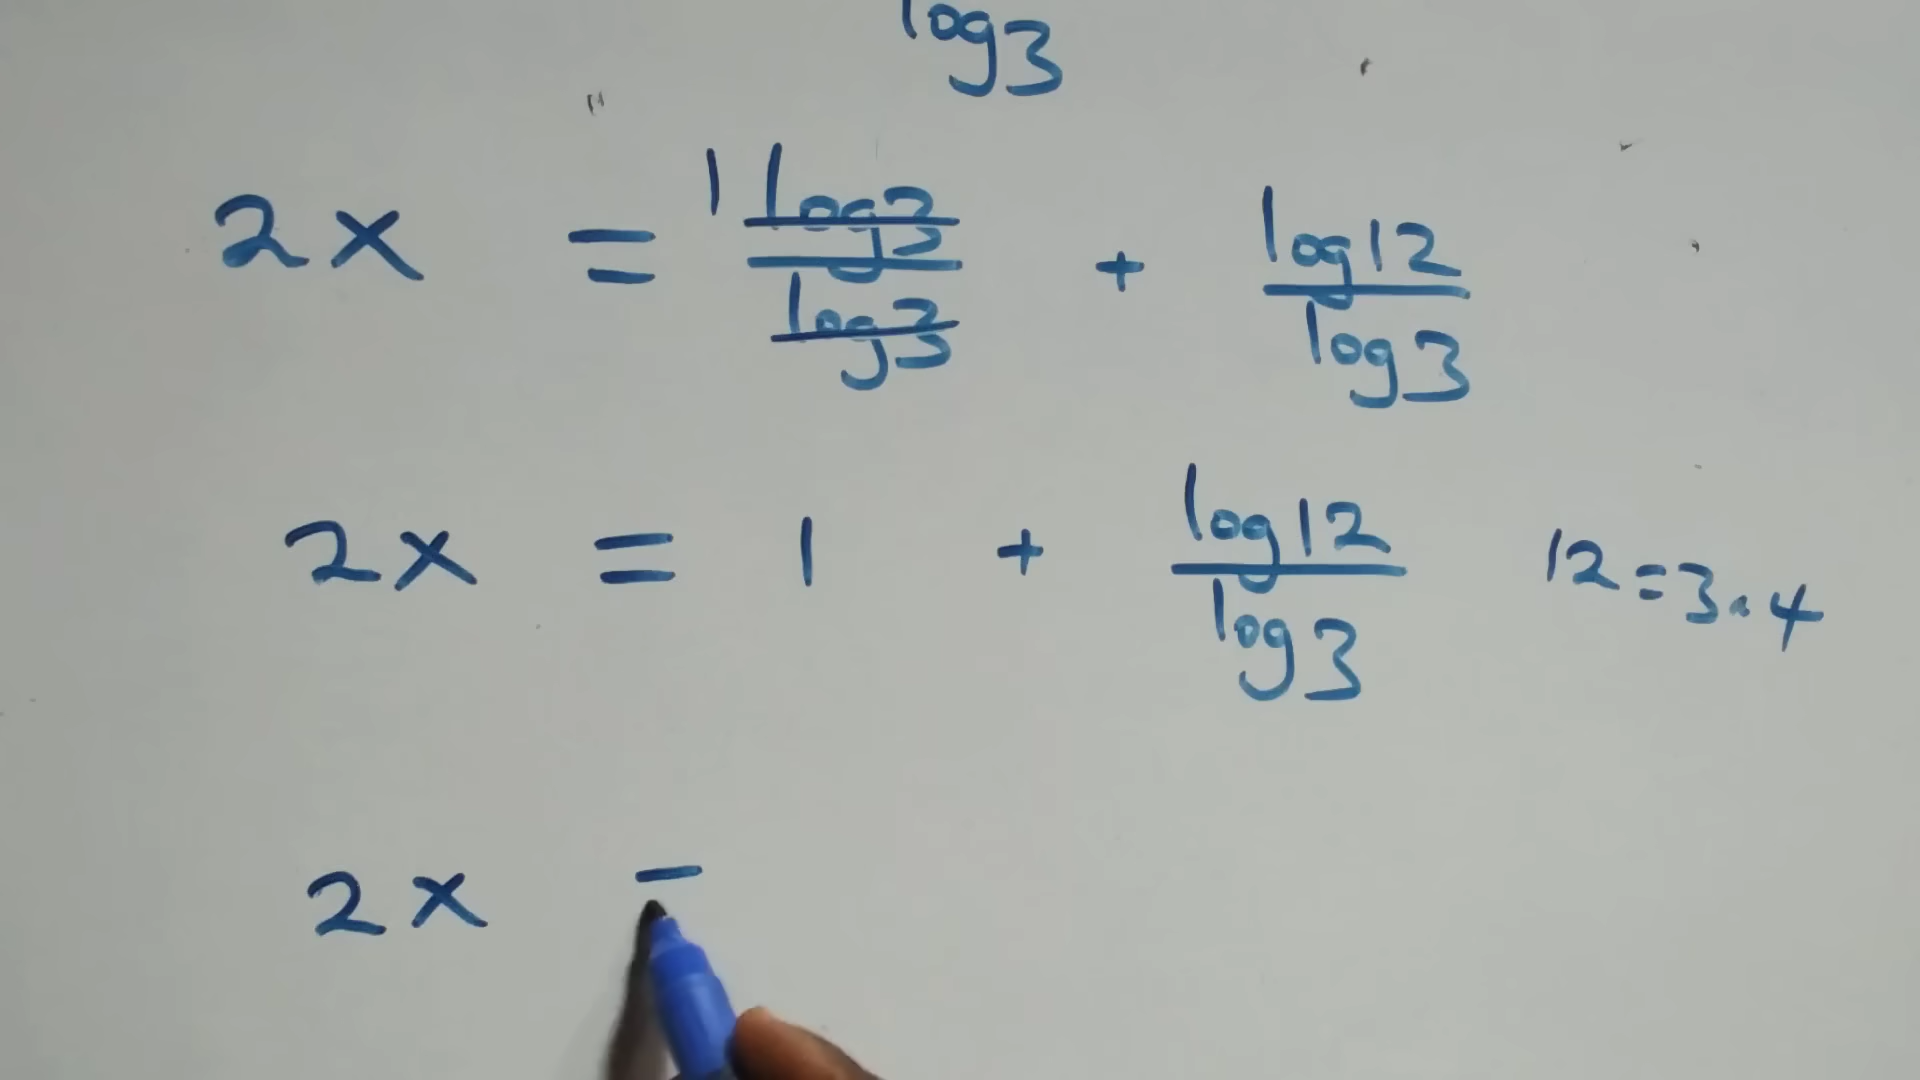 log3
2x = 1 log3/log3 + log12/log3
2x = 1 + log12/log3 12=3·4
2x -